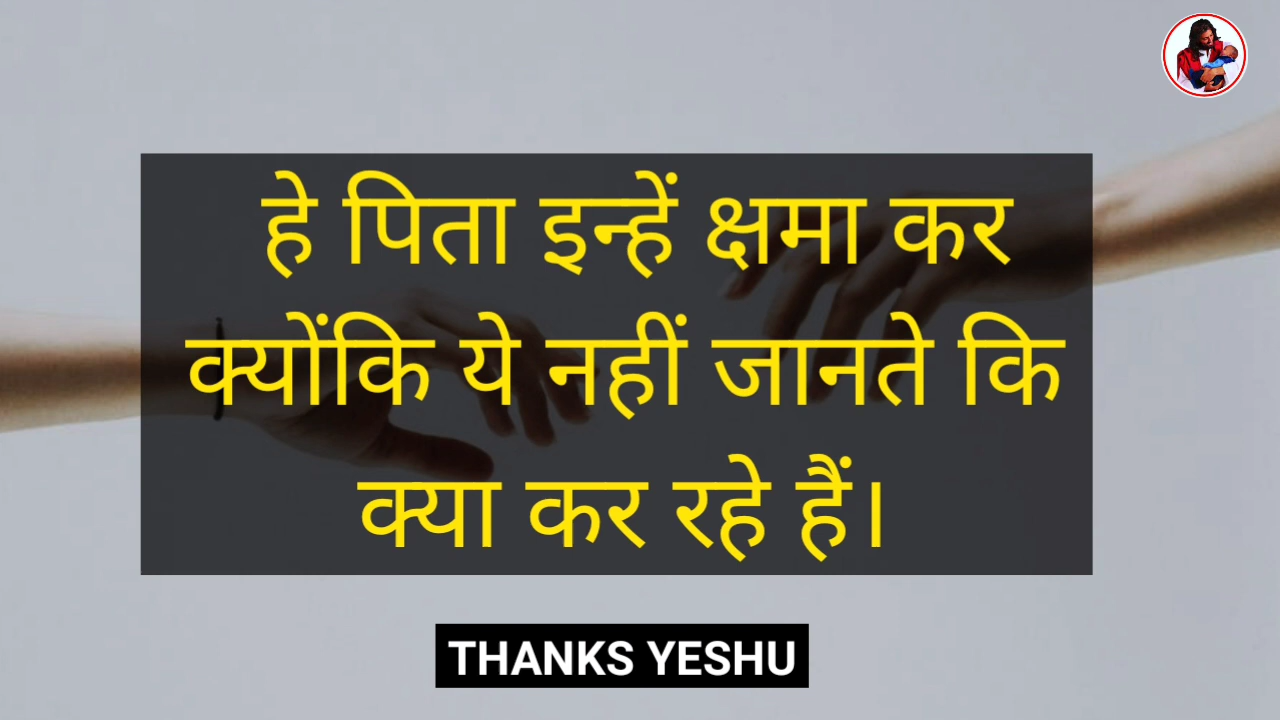 हे पिता इन्हें क्षमा कर
क्योंकि ये नहीं जानते कि
क्या कर रहे हैं।
THANKS YESHU